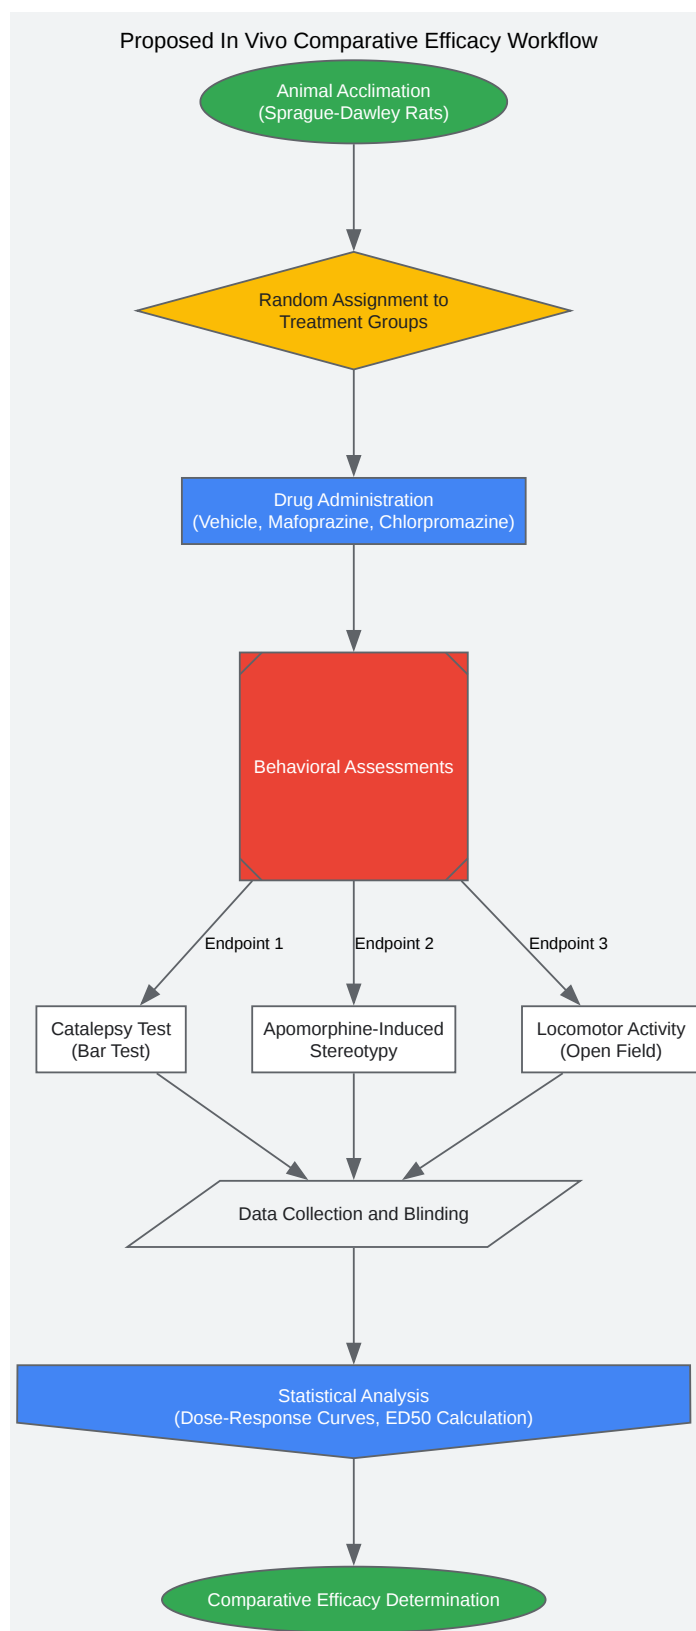 Proposed In Vivo Comparative Efficacy Workflow
Animal Acclimation
(Sprague-Dawley Rats)
Random Assignment to
Treatment Groups
Drug Administration
(Vehicle, Mafoprazine, Chlorpromazine)
Behavioral Assessments
Endpoint 1
Endpoint 2
Endpoint 3
Catalepsy Test
(Bar Test)
Apomorphine-Induced
Stereotypy
Locomotor Activity
(Open Field)
Data Collection and Blinding
Statistical Analysis
(Dose-Response Curves, ED50 Calculation)
Comparative Efficacy Determination